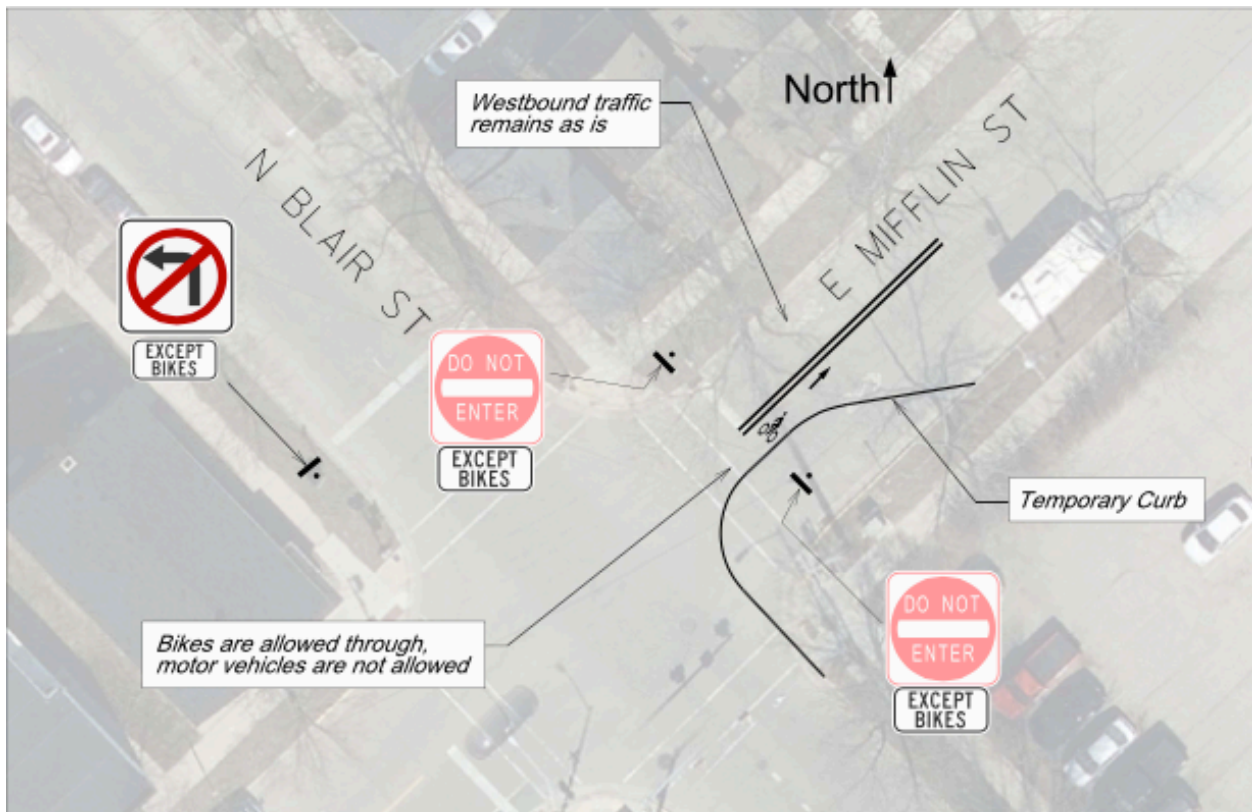 North
Westbound traffic
remains as is
E MIFFLIN ST
N BLAIR ST
EXCEPT
BIKES
DO NOT
ENTER
EXCEPT
BIKES
Temporary Curb
DO NOT
ENTER
EXCEPT
BIKES
Bikes are allowed through,
motor vehicles are not allowed